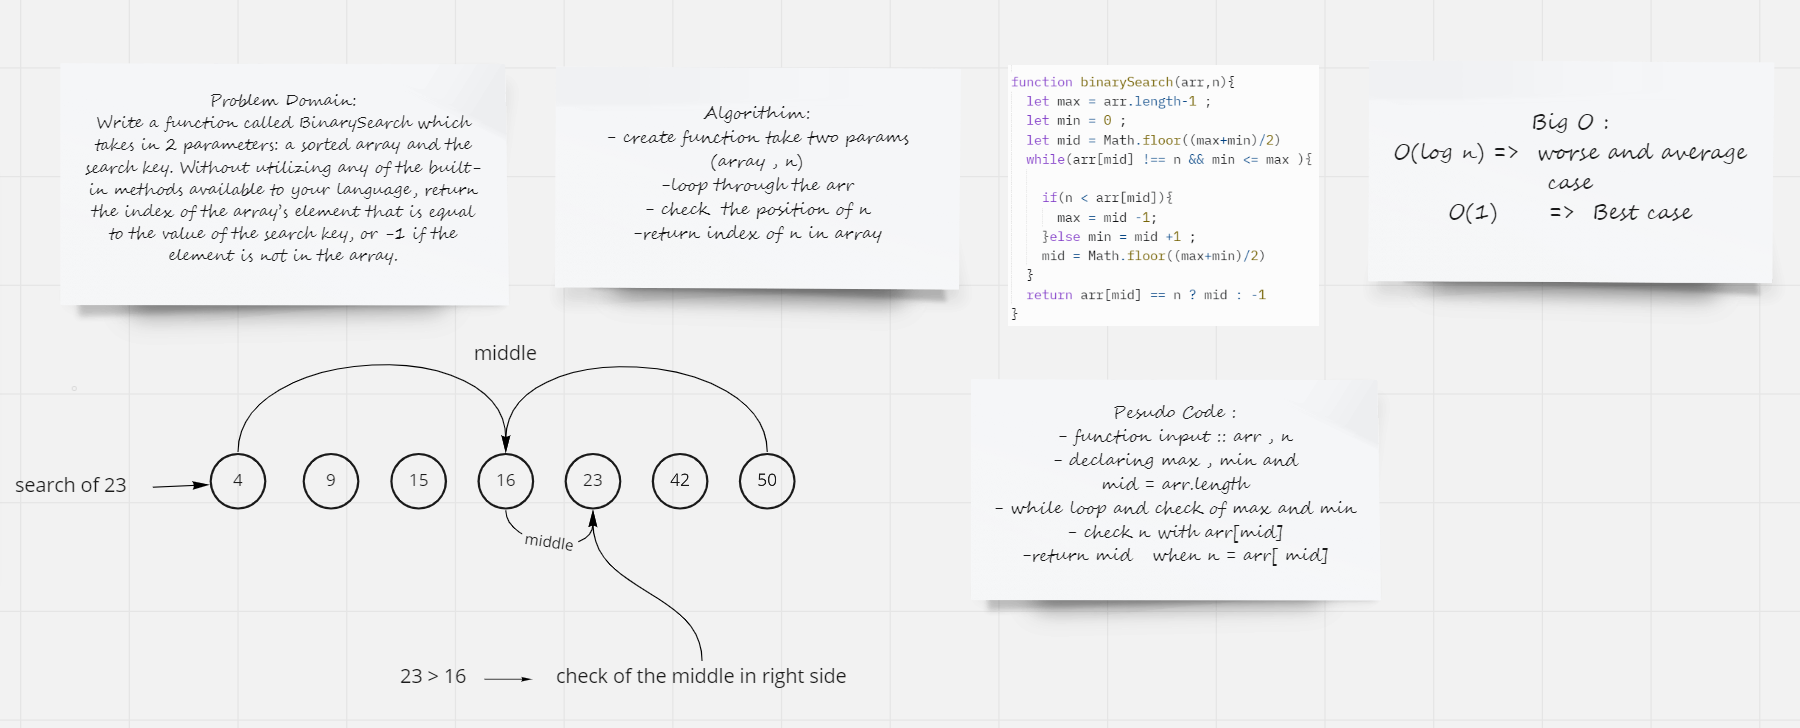 Problem Domain:
Write a function called BinarySearch which
takes in 2 parameters: a sorted array and the
search key. Without utilizing any of the built-
in methods available to your language, return
the index of the array's element that is equal
to the value of the search key, or -1 if the
element is not in the array.
Algorithim:
- create function take two params
(array , n)
-loop through the arr
- check the position of n
-return index of n in array
function binarySearch(arr,n){
let max = arr.length-1 ;
let min = 0 ;
let mid = Math.floor((max+min)/2)
while(arr[mid] !== n && min <= max ){
if(n < arr[mid]){
max = mid -1;
}else min = mid +1 ;
mid = Math.floor((max+min)/2)
}
return arr[mid] == n ? mid : -1
}
Big O :
O(log n) => worse and average
case
O(1) => Best case
middle
search of 23
4 9 15 16 23 42 50
middle
23 > 16
check of the middle in right side
Pesudo Code :
- function input :: arr , n
- declaring max , min and
mid = arr.length
- while loop and check of max and min
- check n with arr[mid]
-return mid when n = arr[ mid]